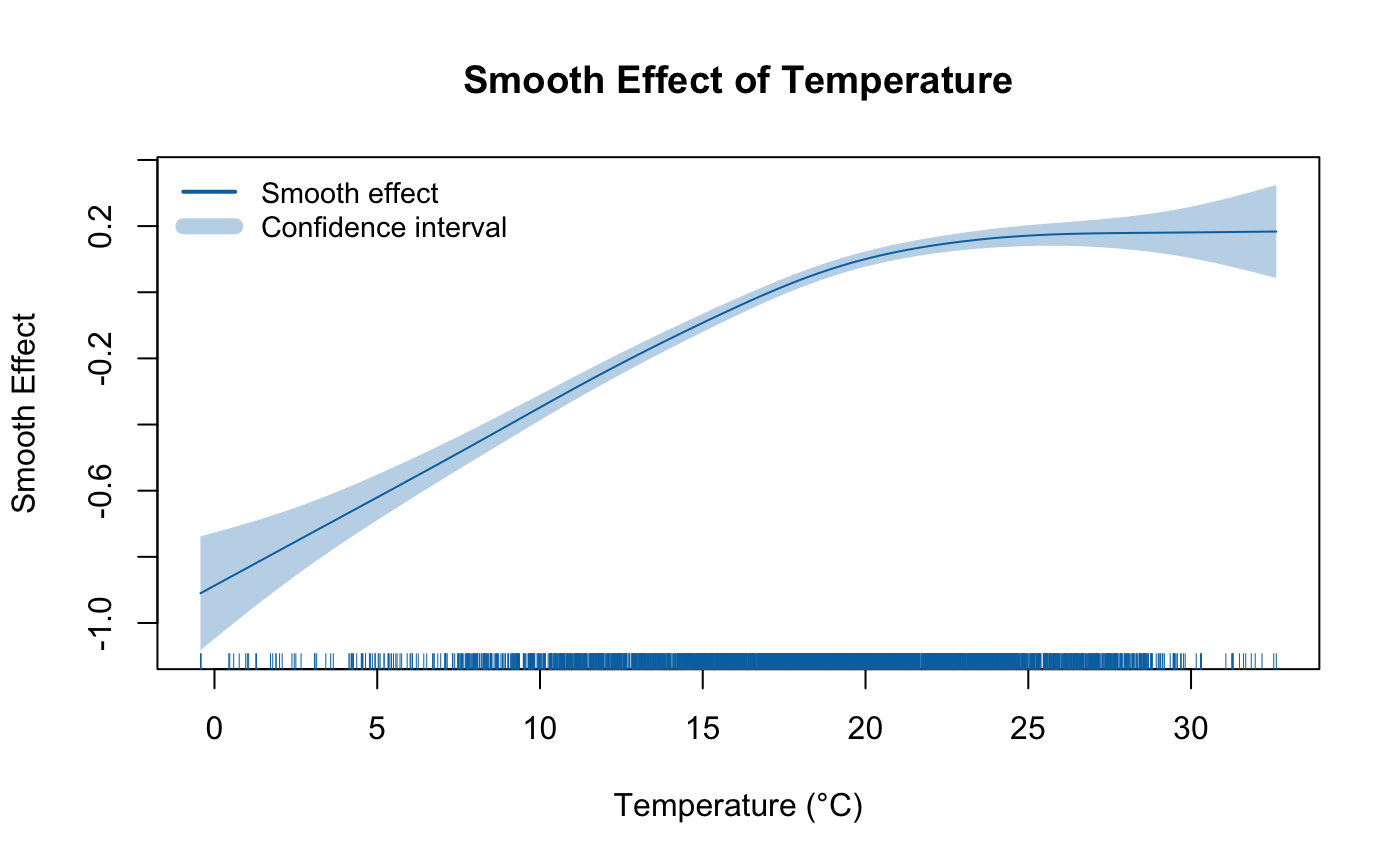 Smooth Effect of Temperature
Smooth effect
Confidence interval
Smooth Effect
0.2
-0.2
-0.6
-1.0
0 5 10 15 20 25 30
Temperature (°C)